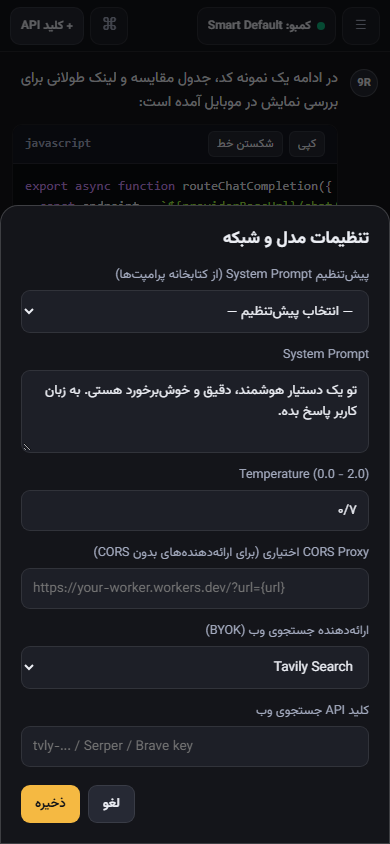 ☰
کمبو: Smart Default
⌘
+ کلید API
9R
در ادامه یک نمونه کد، جدول مقایسه و لینک طولانی برای
بررسی نمایش در موبایل آمده است:
javascript
شکستن خط
کپی
export async function routeChatCompletion({
تنظیمات مدل و شبکه
پیش‌تنظیم System Prompt (از کتابخانه پرامپت‌ها)
— انتخاب پیش‌تنظیم —
System Prompt
تو یک دستیار هوشمند، دقیق و خوش‌برخورد هستی. به زبان
کاربر پاسخ بده.
Temperature (0.0 - 2.0)
۰/۷
CORS Proxy اختیاری (برای ارائه‌دهنده‌های بدون CORS)
https://your-worker.workers.dev/?url={url}
ارائه‌دهنده جستجوی وب (BYOK)
Tavily Search
کلید API جستجوی وب
tvly-... / Serper / Brave key
لغو
ذخیره